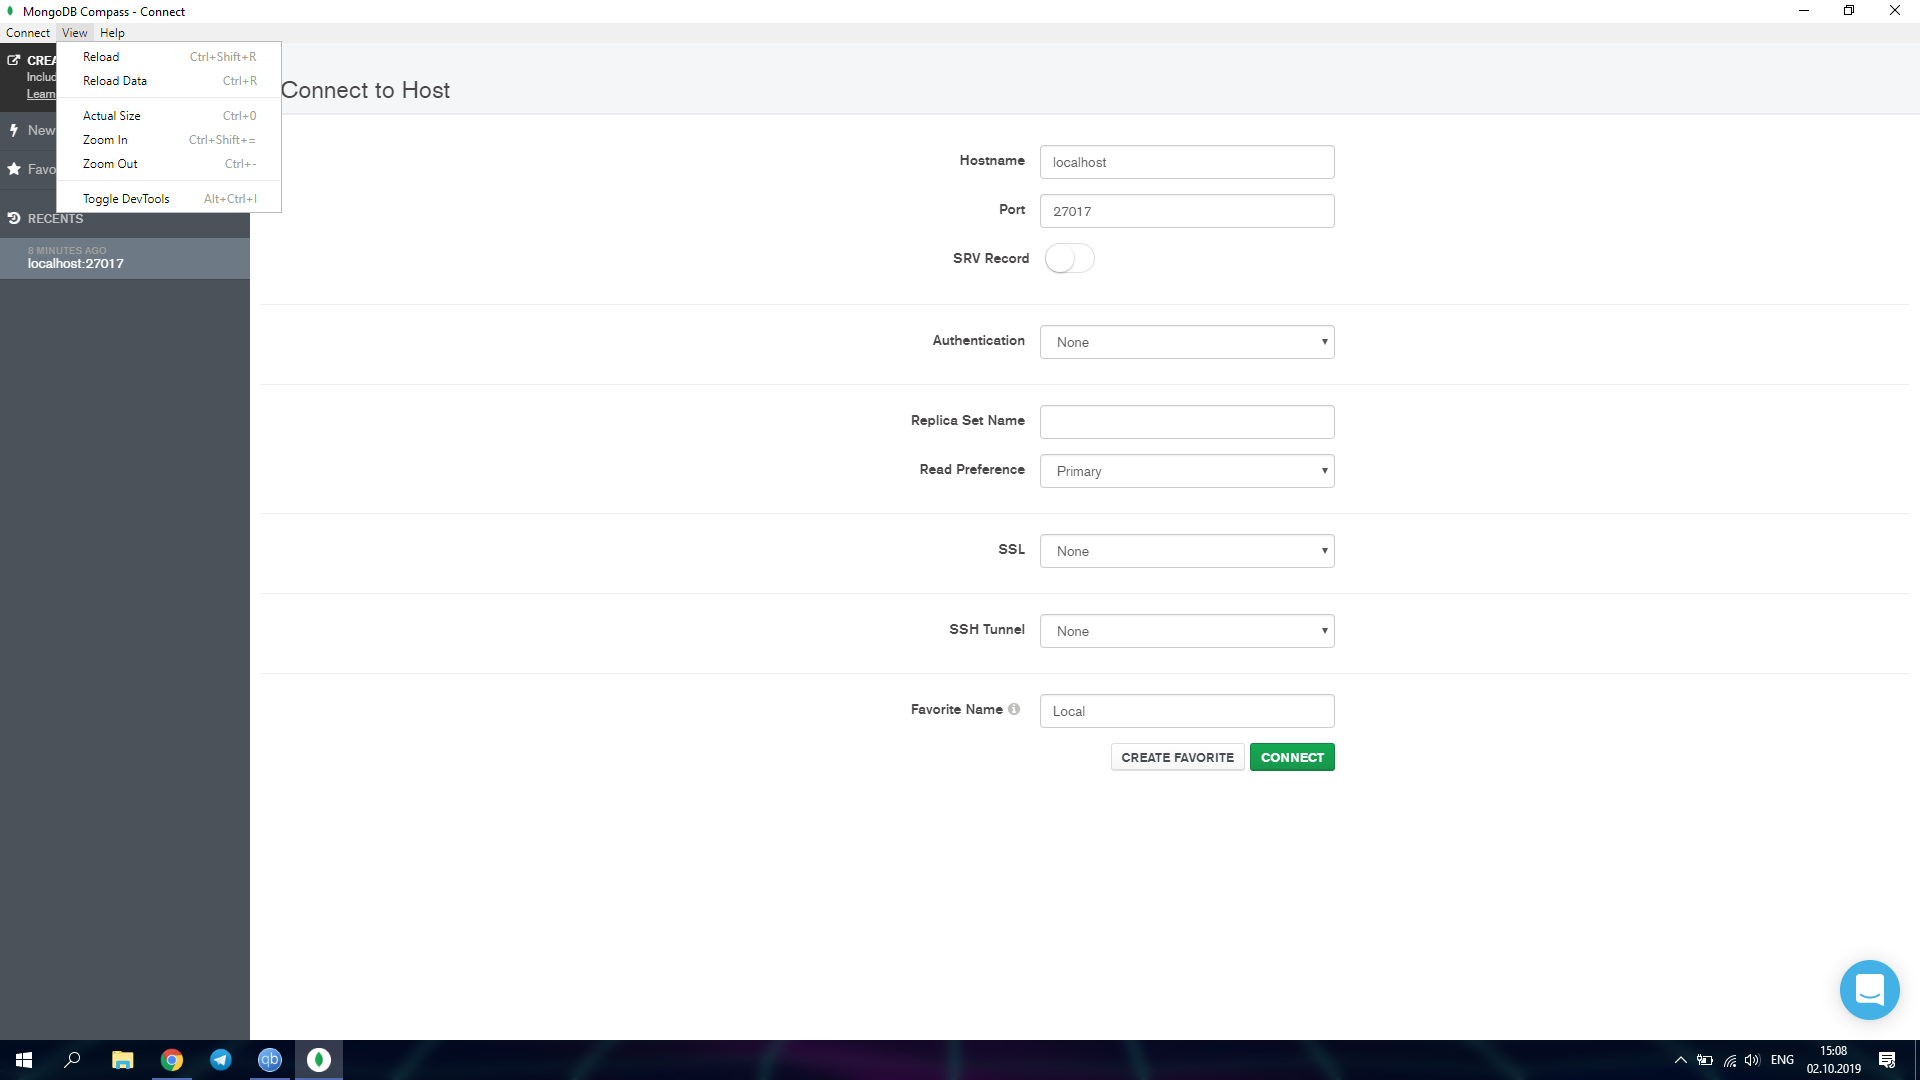 MongoDB Compass - Connect
Connect View Help
Reload Ctrl+Shift+R
Reload Data Ctrl+R
Actual Size Ctrl+0
Zoom In Ctrl+Shift+=
Zoom Out Ctrl+-
Toggle DevTools Alt+Ctrl+I
CREA
Includ
Learn
New
Favo
RECENTS
8 MINUTES AGO
localhost:27017
Connect to Host
Hostname localhost
Port 27017
SRV Record
Authentication None
Replica Set Name
Read Preference Primary
SSL None
SSH Tunnel None
Favorite Name Local
CREATE FAVORITE CONNECT
qb
ENG
15:08
02.10.2019